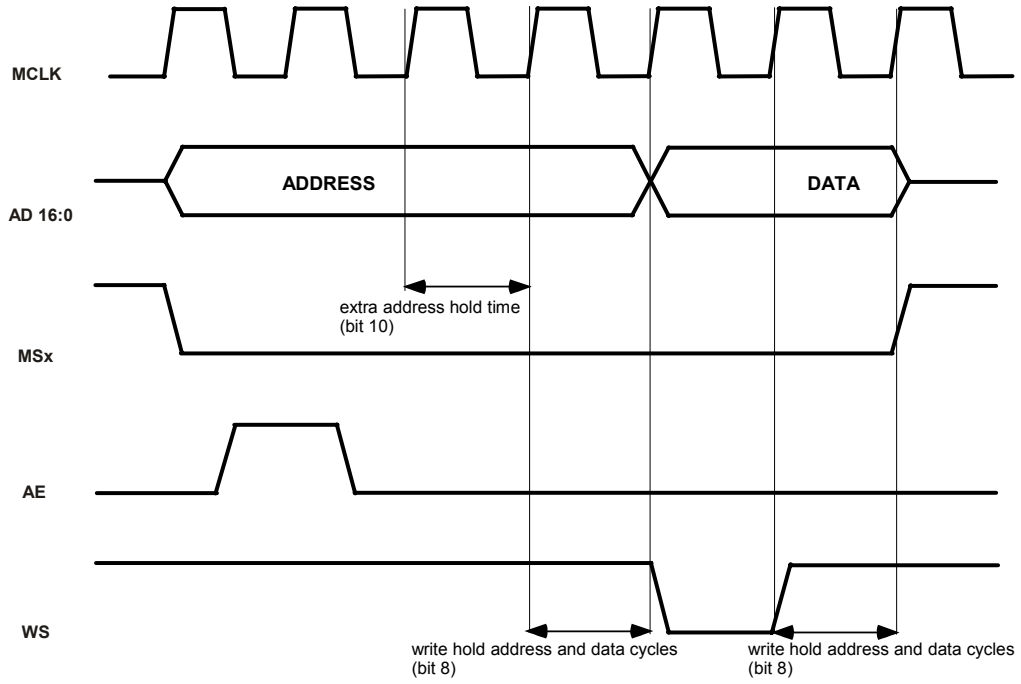 MCLK
ADDRESS
DATA
AD 16:0
extra address hold time
(bit 10)
MSx
AE
WS
write hold address and data cycles
(bit 8)
write hold address and data cycles
(bit 8)